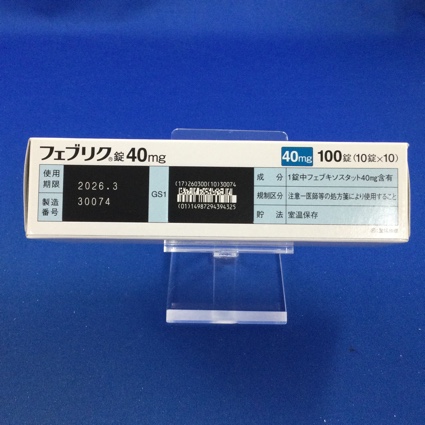 フェブリク®錠40mg
40mg 100錠(10錠×10)
使用期限 2026.3
製造番号 30074
GS1
(17)260300(10)30074
(01)14987294394325
成分 1錠中フェブキソスタット40mg含有
規制区分 注意－医師等の処方箋により使用すること
貯法 室温保存